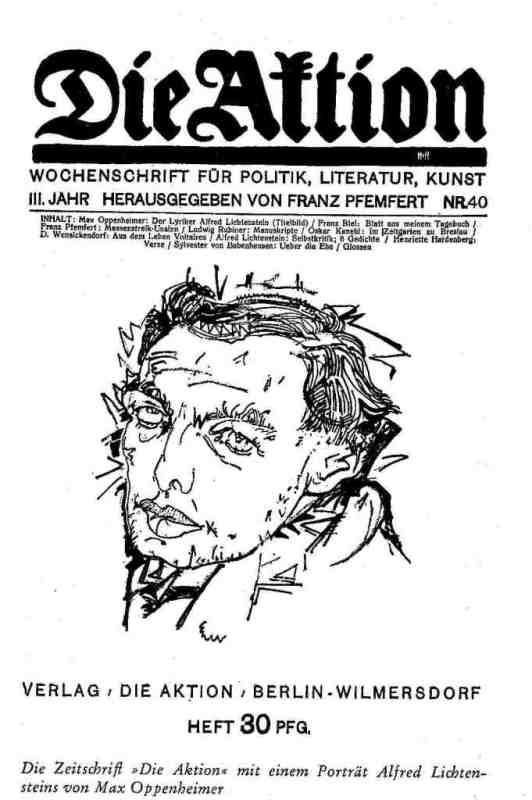 Die Aktion
WOCHENSCHRIFT FÜR POLITIK, LITERATUR, KUNST
III. JAHR HERAUSGEGEBEN VON FRANZ PFEMFERT NR. 40
INHALT: Max Oppenheimer: Der Lyriker Alfred Lichtenstein (Titelbild) / Franz Blei: Blatt aus meinem Tagebuch /
Franz Pfemfert: Massenstreik-Unsinn / Ludwig Rubiner: Manuskripte / Oskar Kanehl: Im Zeitgarten zu Breslau /
D. Wensickendorf: Aus dem Leben Voltaires / Alfred Lichtenstein: Selbstkritik; 8 Gedichte / Henriette Hardenberg:
Verse / Sylvester von Babenhausen: Ueber die Ehe / Glossen
VERLAG / DIE AKTION / BERLIN-WILMERSDORF
HEFT 30 PFG.
Die Zeitschrift »Die Aktion« mit einem Porträt Alfred Lichten-
steins von Max Oppenheimer